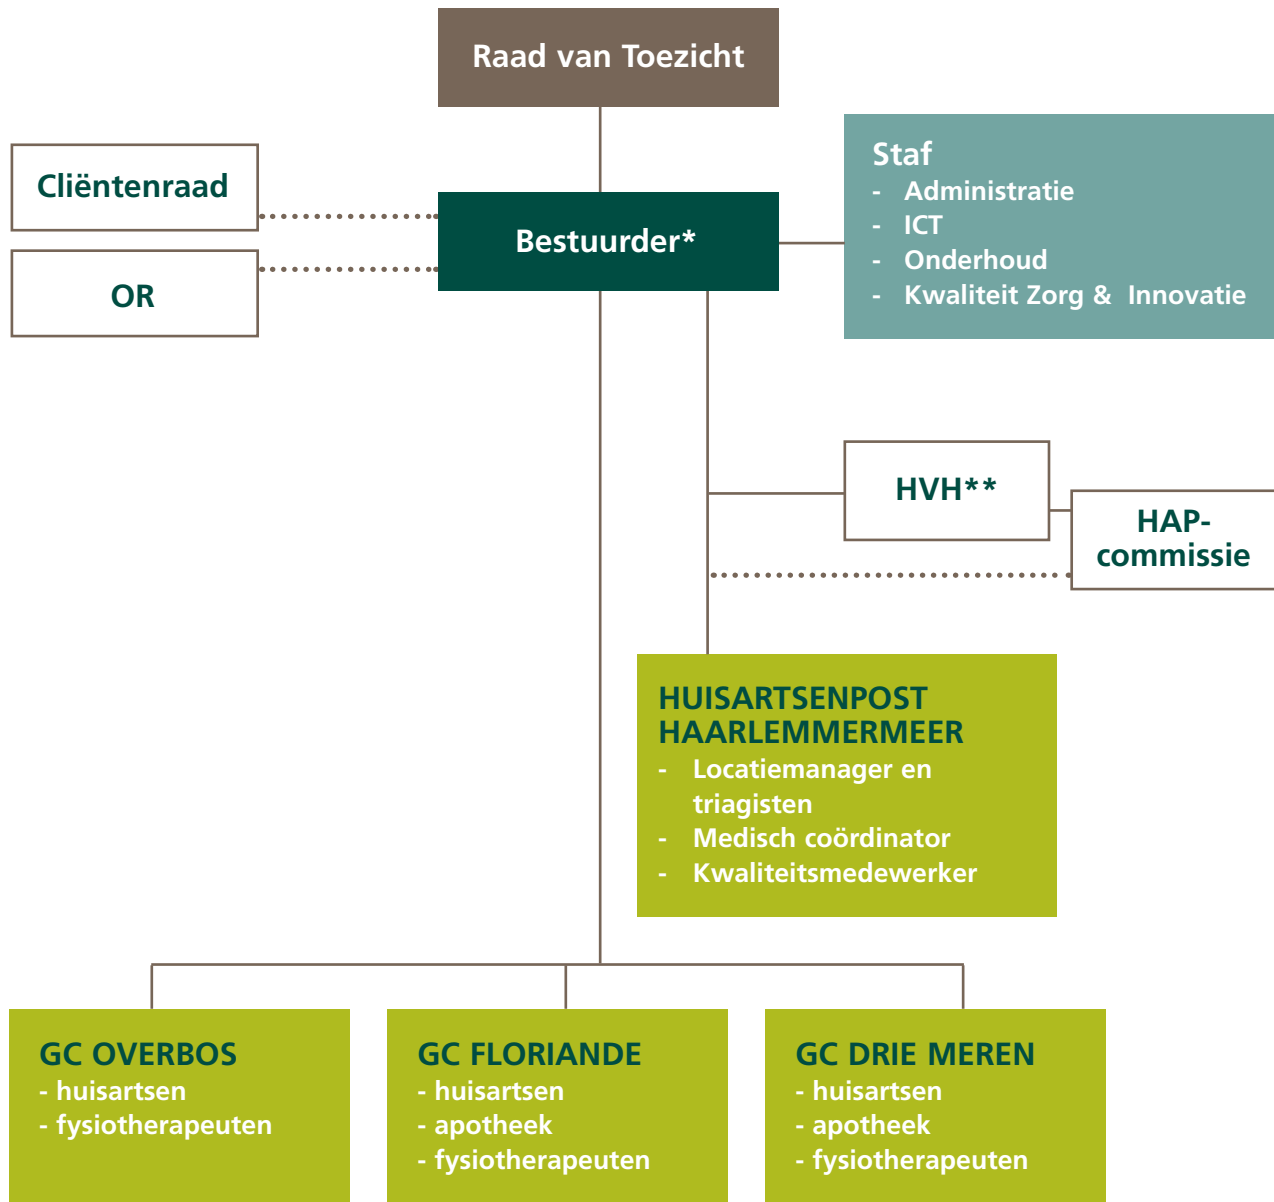 Raad van Toezicht
Cliëntenraad
OR
Bestuurder*
Staf
- Administratie
- ICT
- Onderhoud
- Kwaliteit Zorg & Innovatie
HVH**
HAP-
commissie
HUISARTSENPOST
HAARLEMMERMEER
- Locatiemanager en
triagisten
- Medisch coördinator
- Kwaliteitsmedewerker
GC OVERBOS
- huisartsen
- fysiotherapeuten
GC FLORIANDE
- huisartsen
- apotheek
- fysiotherapeuten
GC DRIE MEREN
- huisartsen
- apotheek
- fysiotherapeuten